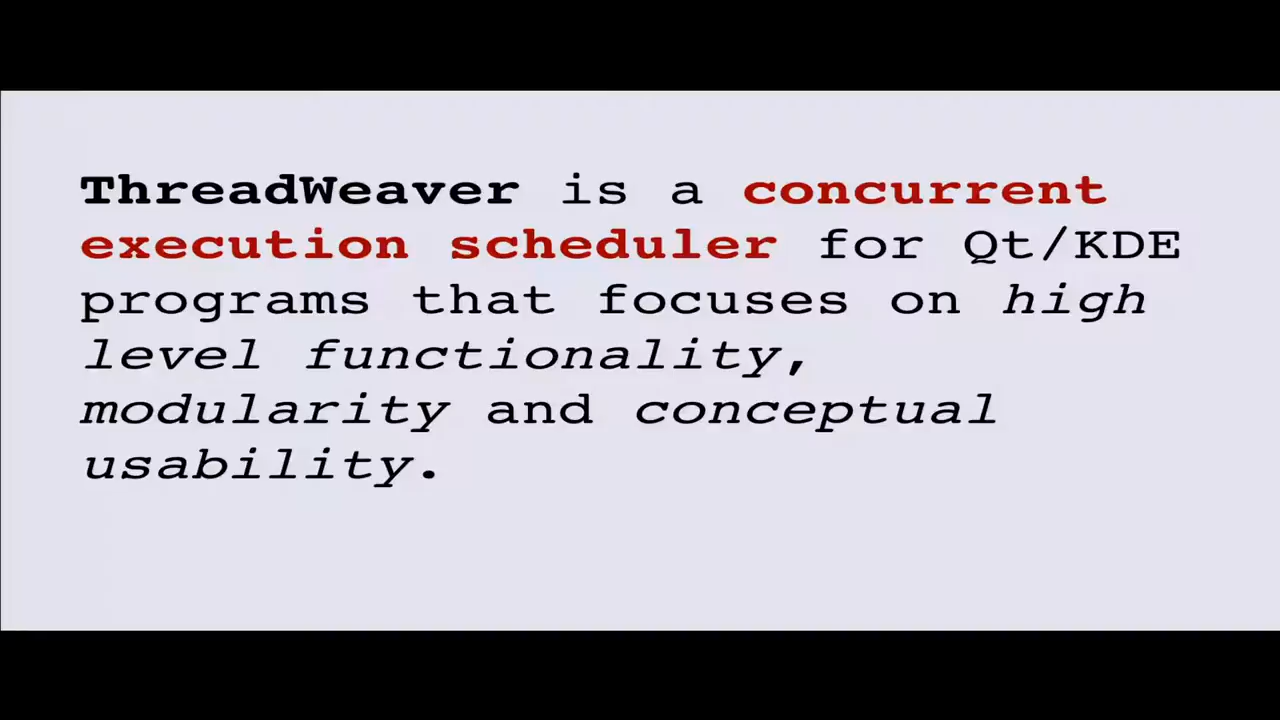 ThreadWeaver is a concurrent
execution scheduler for Qt/KDE
programs that focuses on high
level functionality,
modularity and conceptual
usability.